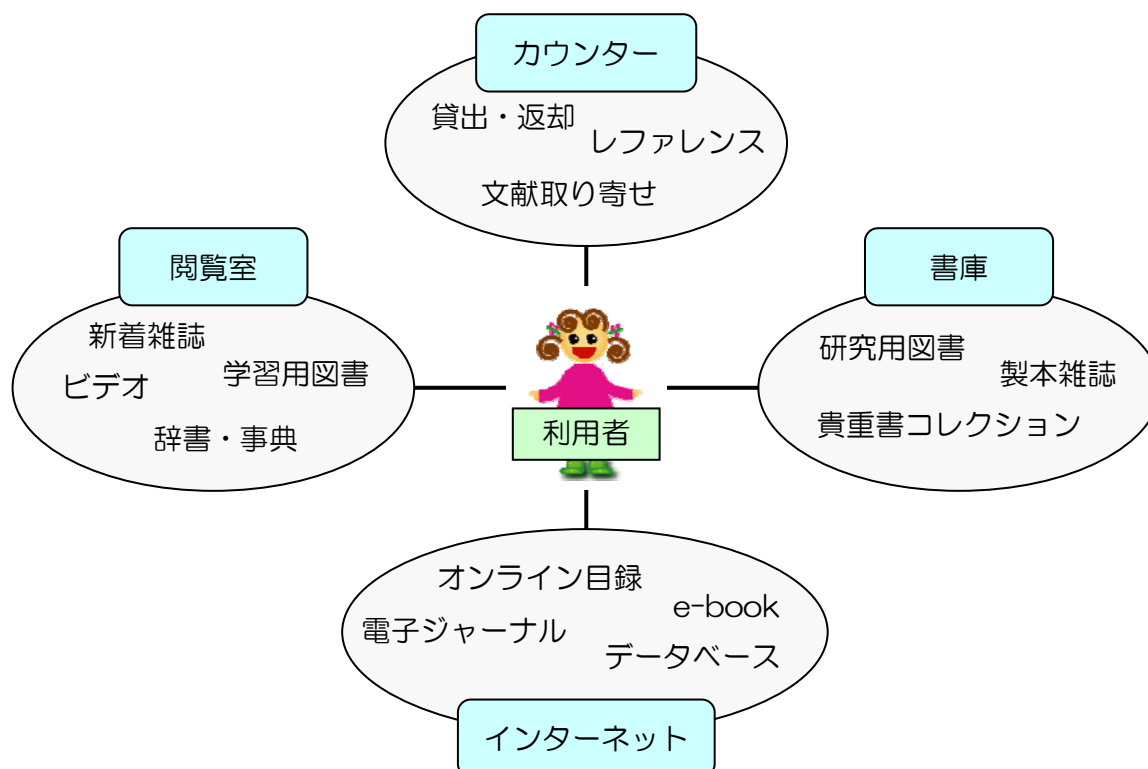 カウンター
貸出・返却
レファレンス
文献取り寄せ
閲覧室
新着雑誌
学習用図書
ビデオ
辞書・事典
利用者
書庫
研究用図書
製本雑誌
貴重書コレクション
オンライン目録
e-book
電子ジャーナル
データベース
インターネット